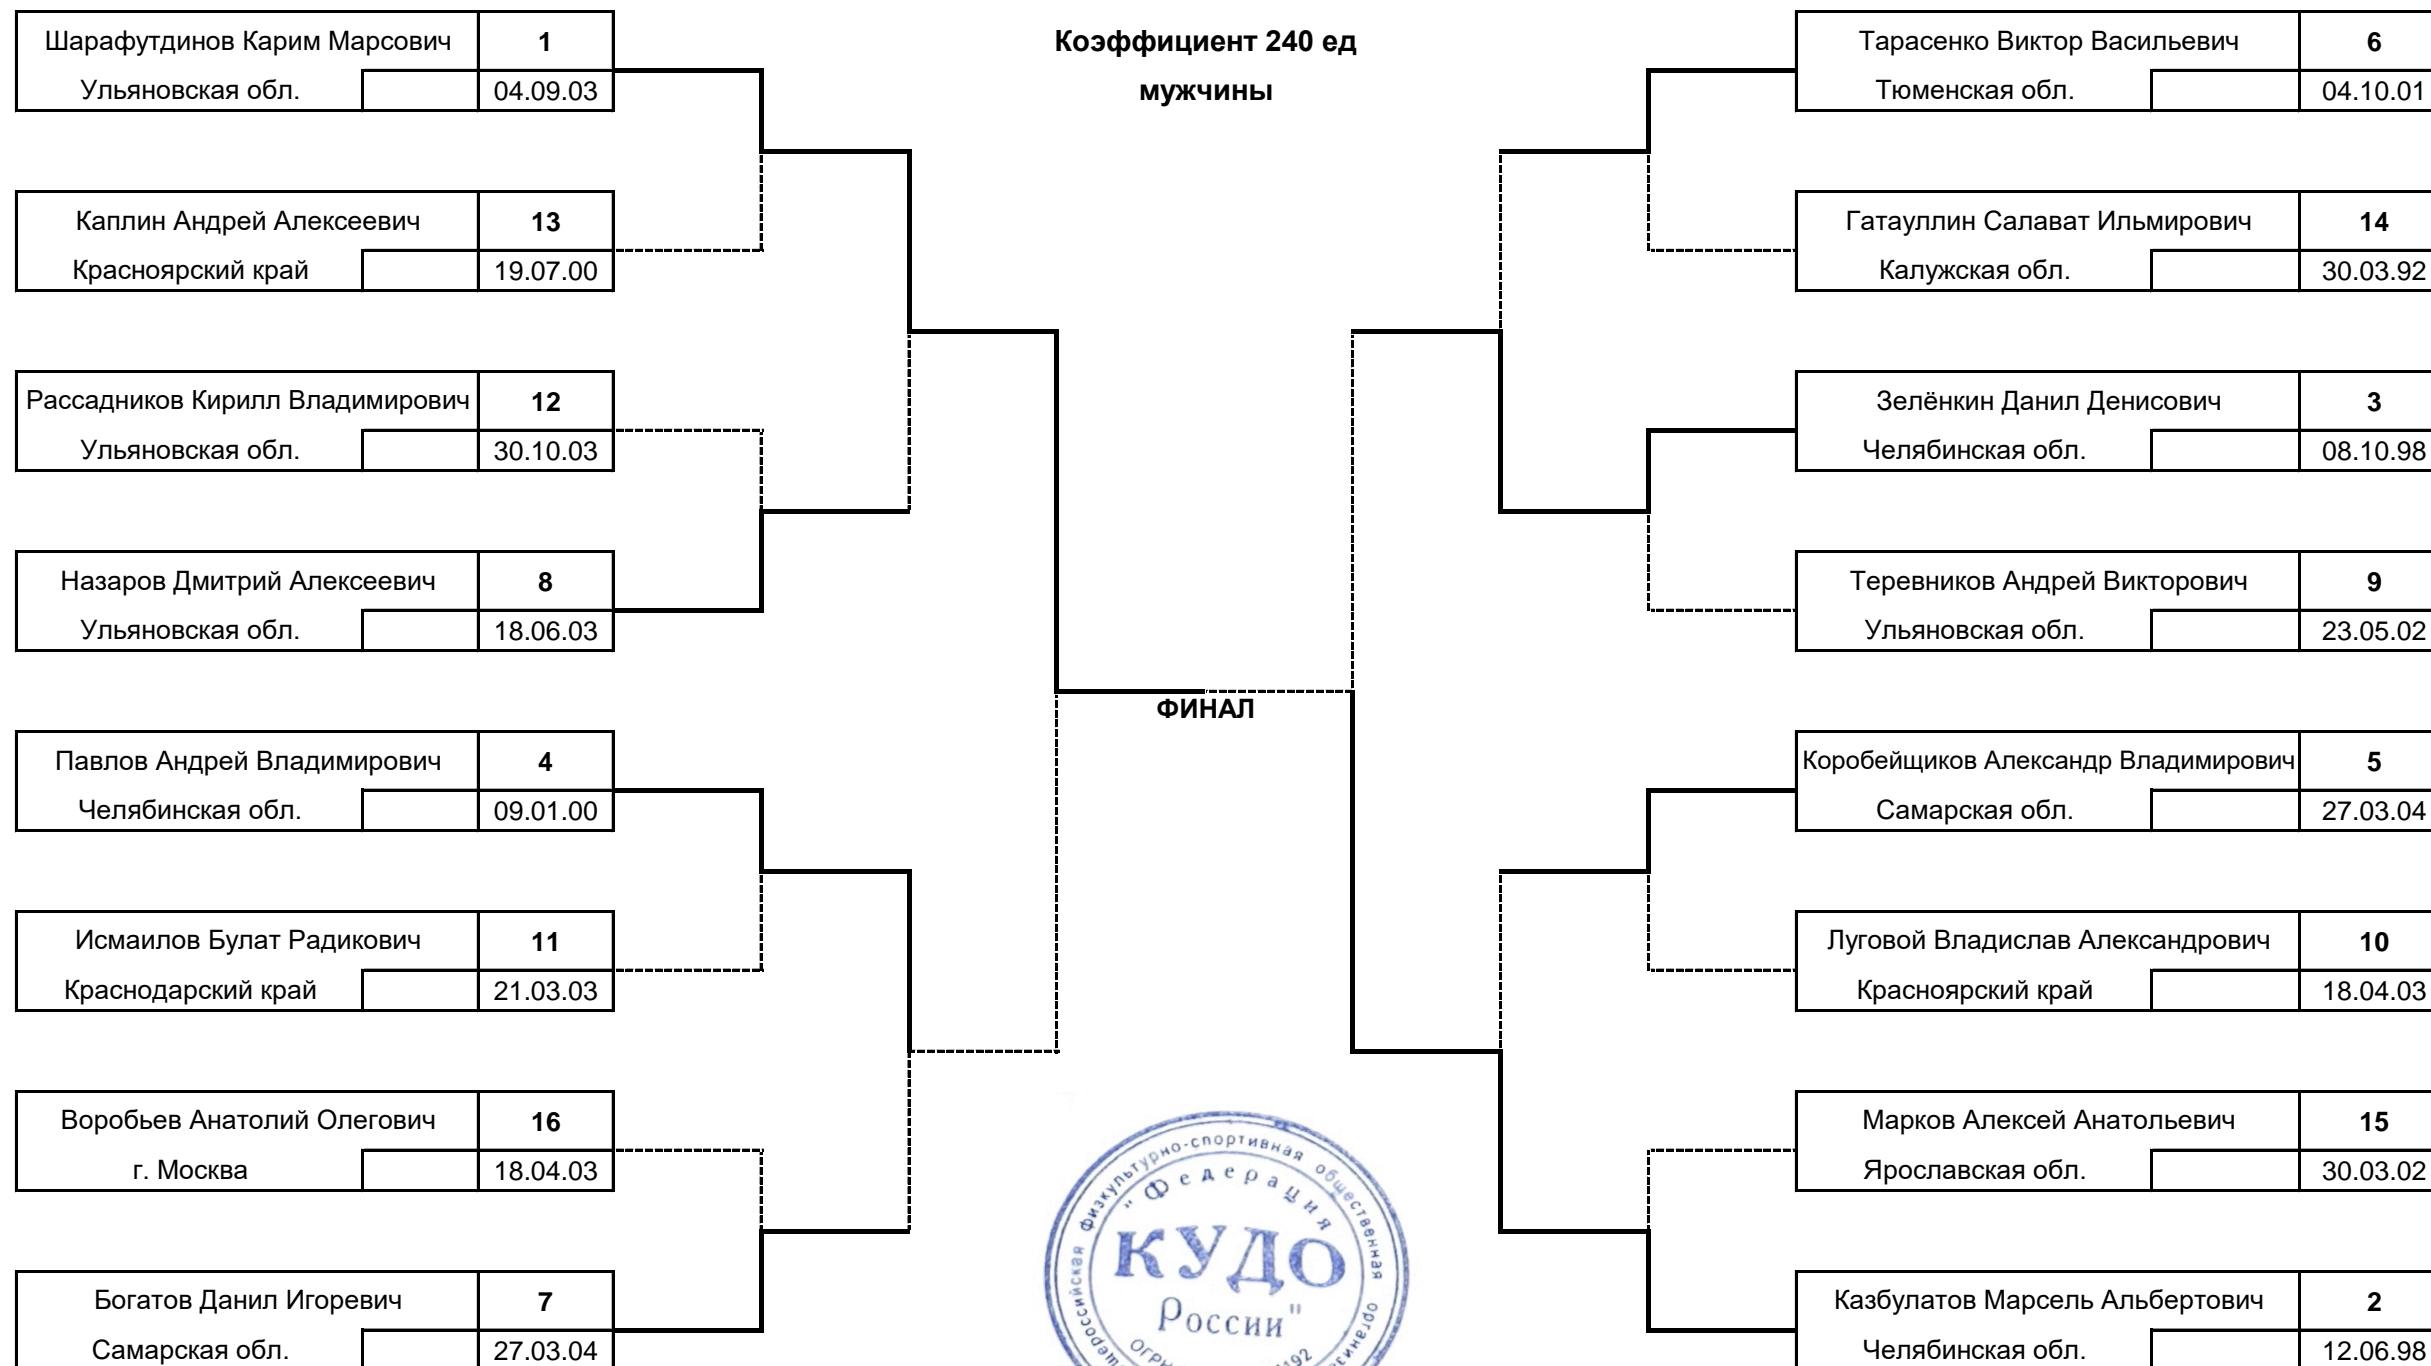 Коэффициент 240 ед
мужчины
Шарафутдинов Карим Марсович 1
Ульяновская обл. 04.09.03
Каплин Андрей Алексеевич 13
Красноярский край 19.07.00
Рассадников Кирилл Владимирович 12
Ульяновская обл. 30.10.03
Назаров Дмитрий Алексеевич 8
Ульяновская обл. 18.06.03
Павлов Андрей Владимирович 4
Челябинская обл. 09.01.00
Исмаилов Булат Радикович 11
Краснодарский край 21.03.03
Воробьев Анатолий Олегович 16
г. Москва 18.04.03
Богатов Данил Игоревич 7
Самарская обл. 27.03.04
ФИНАЛ
Тарасенко Виктор Васильевич 6
Тюменская обл. 04.10.01
Гатауллин Салават Ильмирович 14
Калужская обл. 30.03.92
Зелёнкин Данил Денисович 3
Челябинская обл. 08.10.98
Теревников Андрей Викторович 9
Ульяновская обл. 23.05.02
Коробейщиков Александр Владимирович 5
Самарская обл. 27.03.04
Луговой Владислав Александрович 10
Красноярский край 18.04.03
Марков Алексей Анатольевич 15
Ярославская обл. 30.03.02
Казбулатов Марсель Альбертович 2
Челябинская обл. 12.06.98
физкультурно-спортивная общественная
"Федерация
КУДО
России"